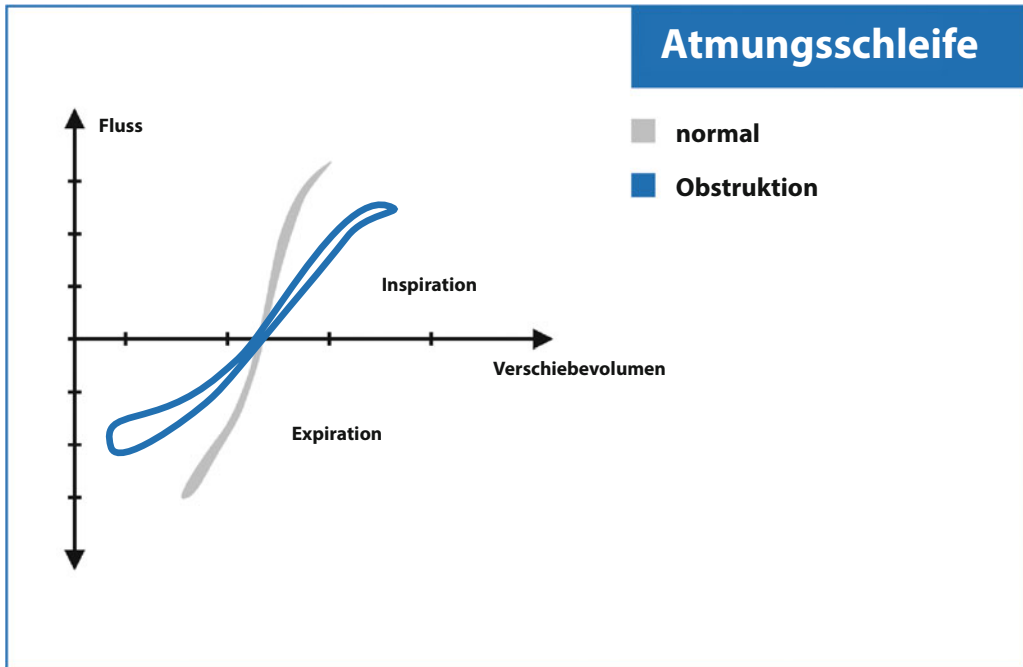 Atmungsschleife
Fluss
normal
Obstruktion
Inspiration
Verschiebevolumen
Expiration